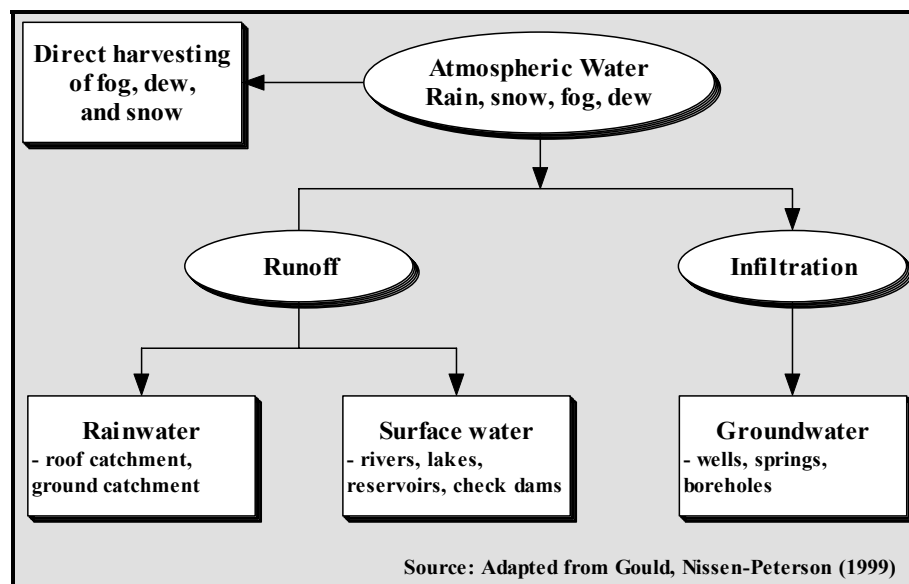 Direct harvesting
of fog, dew,
and snow
Atmospheric Water
Rain, snow, fog, dew
Runoff
Infiltration
Rainwater
- roof catchment,
ground catchment
Surface water
- rivers, lakes,
reservoirs, check dams
Groundwater
- wells, springs,
boreholes
Source: Adapted from Gould, Nissen-Peterson (1999)